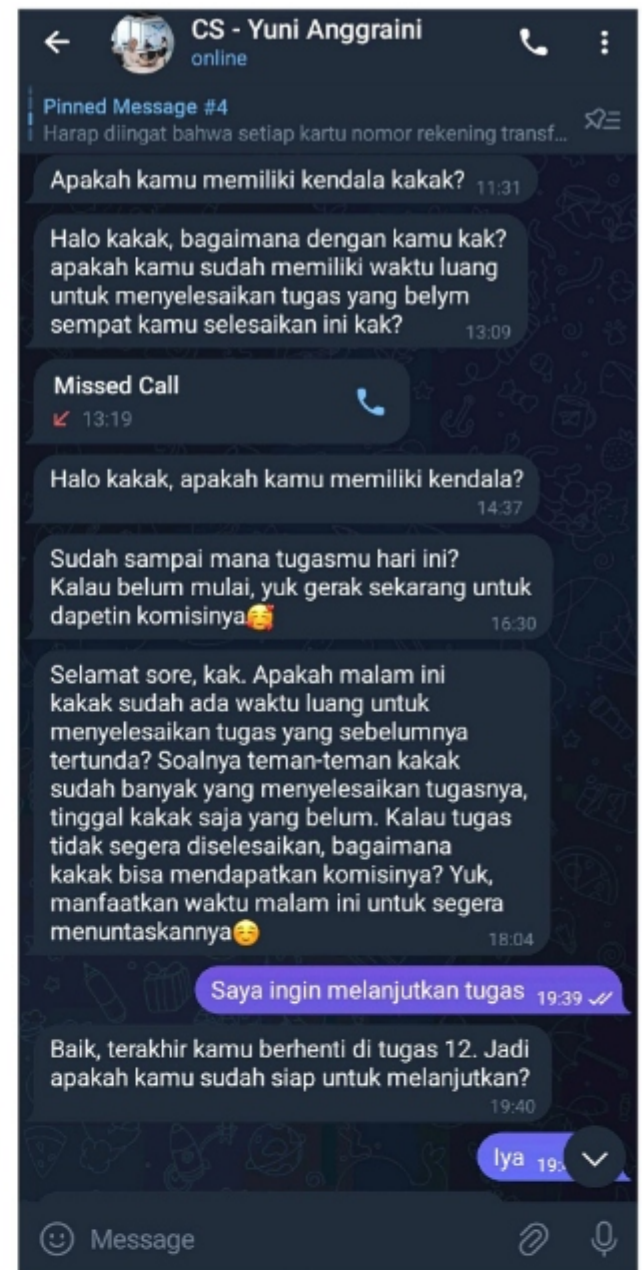 CS - Yuni Anggraini
online
Pinned Message #4
Harap diingat bahwa setiap kartu nomor rekening transf...
Apakah kamu memiliki kendala kakak? 11:31
Halo kakak, bagaimana dengan kamu kak?
apakah kamu sudah memiliki waktu luang
untuk menyelesaikan tugas yang belym
sempat kamu selesaikan ini kak? 13:09
Missed Call
13:19
Halo kakak, apakah kamu memiliki kendala?
14:37
Sudah sampai mana tugasmu hari ini?
Kalau belum mulai, yuk gerak sekarang untuk
dapetin komisinya🥰 16:30
Selamat sore, kak. Apakah malam ini
kakak sudah ada waktu luang untuk
menyelesaikan tugas yang sebelumnya
tertunda? Soalnya teman-teman kakak
sudah banyak yang menyelesaikan tugasnya,
tinggal kakak saja yang belum. Kalau tugas
tidak segera diselesaikan, bagaimana
kakak bisa mendapatkan komisinya? Yuk,
manfaatkan waktu malam ini untuk segera
menuntaskannya☺️ 18:04
Saya ingin melanjutkan tugas 19:39
Baik, terakhir kamu berhenti di tugas 12. Jadi
apakah kamu sudah siap untuk melanjutkan?
19:40
Iya
Message